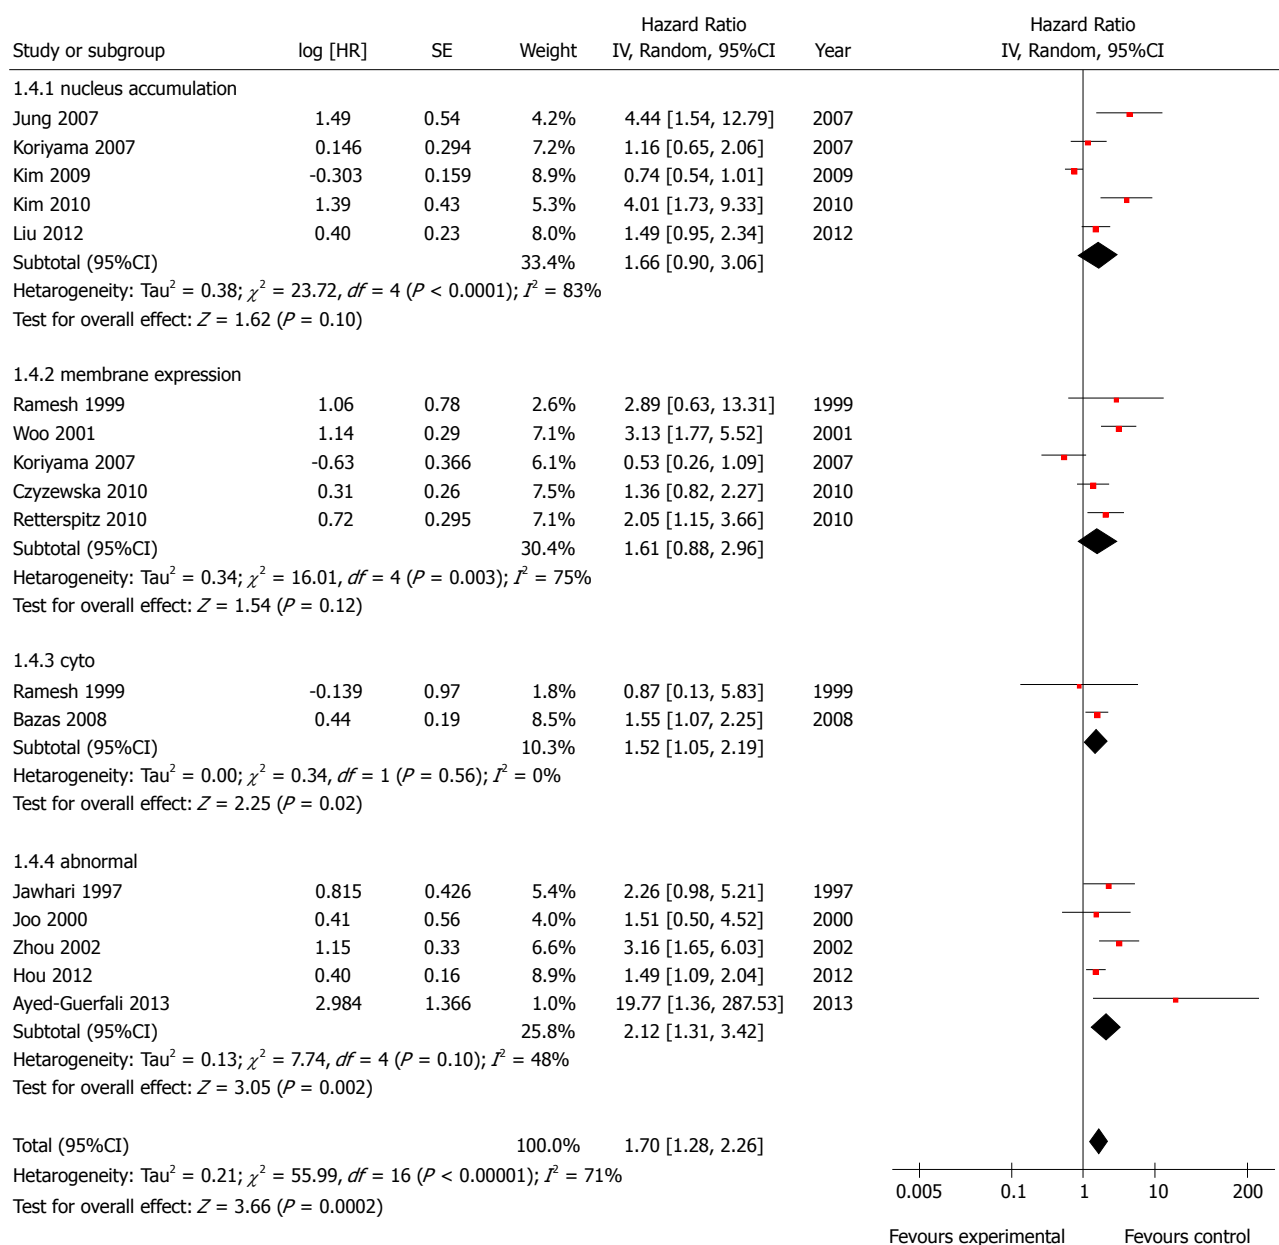 Hazard Ratio Hazard Ratio
Study or subgroup log [HR] SE Weight IV, Random, 95%CI Year IV, Random, 95%CI
1.4.1 nucleus accumulation
Jung 2007 1.49 0.54 4.2% 4.44 [1.54, 12.79] 2007
Koriyama 2007 0.146 0.294 7.2% 1.16 [0.65, 2.06] 2007
Kim 2009 -0.303 0.159 8.9% 0.74 [0.54, 1.01] 2009
Kim 2010 1.39 0.43 5.3% 4.01 [1.73, 9.33] 2010
Liu 2012 0.40 0.23 8.0% 1.49 [0.95, 2.34] 2012
Subtotal (95%CI) 33.4% 1.66 [0.90, 3.06]
Hetarogeneity: Tau² = 0.38; χ² = 23.72, df = 4 (P < 0.0001); I² = 83%
Test for overall effect: Z = 1.62 (P = 0.10)
1.4.2 membrane expression
Ramesh 1999 1.06 0.78 2.6% 2.89 [0.63, 13.31] 1999
Woo 2001 1.14 0.29 7.1% 3.13 [1.77, 5.52] 2001
Koriyama 2007 -0.63 0.366 6.1% 0.53 [0.26, 1.09] 2007
Czyzewska 2010 0.31 0.26 7.5% 1.36 [0.82, 2.27] 2010
Retterspitz 2010 0.72 0.295 7.1% 2.05 [1.15, 3.66] 2010
Subtotal (95%CI) 30.4% 1.61 [0.88, 2.96]
Hetarogeneity: Tau² = 0.34; χ² = 16.01, df = 4 (P = 0.003); I² = 75%
Test for overall effect: Z = 1.54 (P = 0.12)
1.4.3 cyto
Ramesh 1999 -0.139 0.97 1.8% 0.87 [0.13, 5.83] 1999
Bazas 2008 0.44 0.19 8.5% 1.55 [1.07, 2.25] 2008
Subtotal (95%CI) 10.3% 1.52 [1.05, 2.19]
Hetarogeneity: Tau² = 0.00; χ² = 0.34, df = 1 (P = 0.56); I² = 0%
Test for overall effect: Z = 2.25 (P = 0.02)
1.4.4 abnormal
Jawhari 1997 0.815 0.426 5.4% 2.26 [0.98, 5.21] 1997
Joo 2000 0.41 0.56 4.0% 1.51 [0.50, 4.52] 2000
Zhou 2002 1.15 0.33 6.6% 3.16 [1.65, 6.03] 2002
Hou 2012 0.40 0.16 8.9% 1.49 [1.09, 2.04] 2012
Ayed-Guerfali 2013 2.984 1.366 1.0% 19.77 [1.36, 287.53] 2013
Subtotal (95%CI) 25.8% 2.12 [1.31, 3.42]
Hetarogeneity: Tau² = 0.13; χ² = 7.74, df = 4 (P = 0.10); I² = 48%
Test for overall effect: Z = 3.05 (P = 0.002)
Total (95%CI) 100.0% 1.70 [1.28, 2.26]
Hetarogeneity: Tau² = 0.21; χ² = 55.99, df = 16 (P < 0.00001); I² = 71%
Test for overall effect: Z = 3.66 (P = 0.0002)
0.005 0.1 1 10 200
Fevours experimental Fevours control